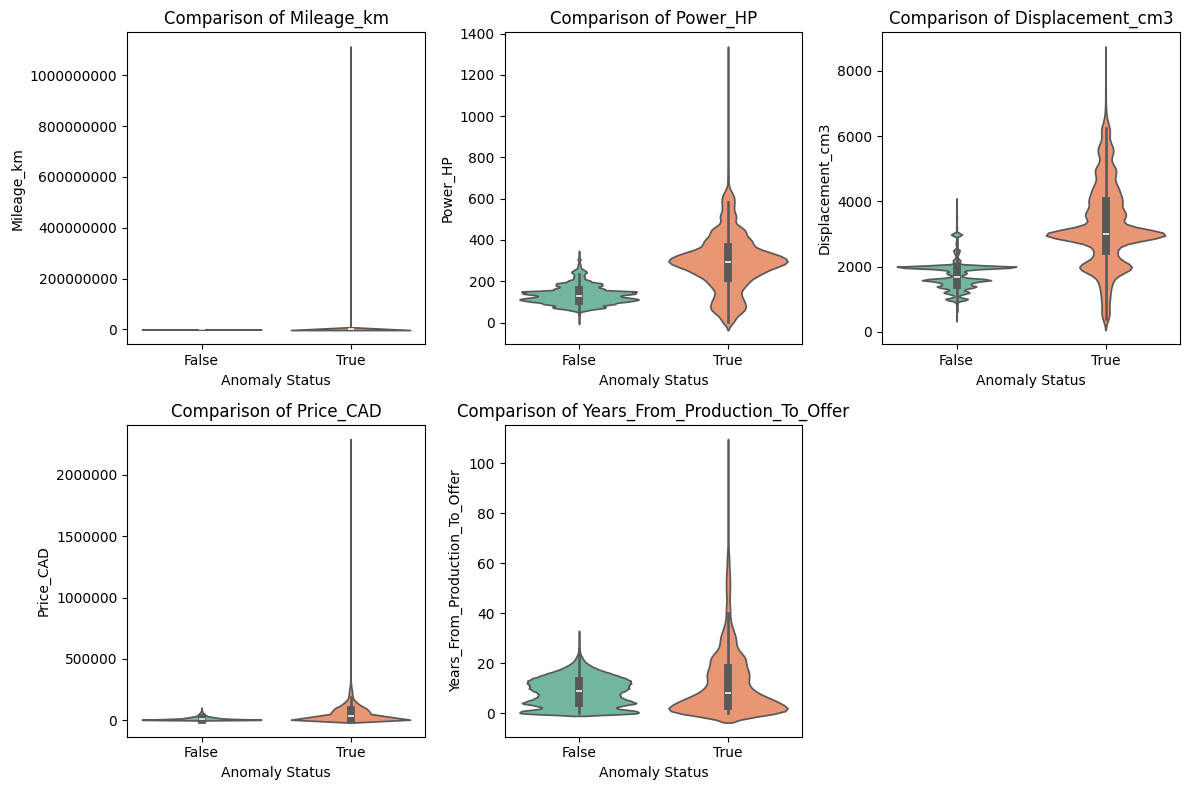 Comparison of Mileage_km
Mileage_km
1000000000
800000000
600000000
400000000
200000000
0
False
True
Anomaly Status
Comparison of Power_HP
Power_HP
1400
1200
1000
800
600
400
200
0
False
True
Anomaly Status
Comparison of Displacement_cm3
Displacement_cm3
8000
6000
4000
2000
0
False
True
Anomaly Status
Comparison of Price_CAD
Price_CAD
2000000
1500000
1000000
500000
0
False
True
Anomaly Status
Comparison of Years_From_Production_To_Offer
Years_From_Production_To_Offer
100
80
60
40
20
0
False
True
Anomaly Status